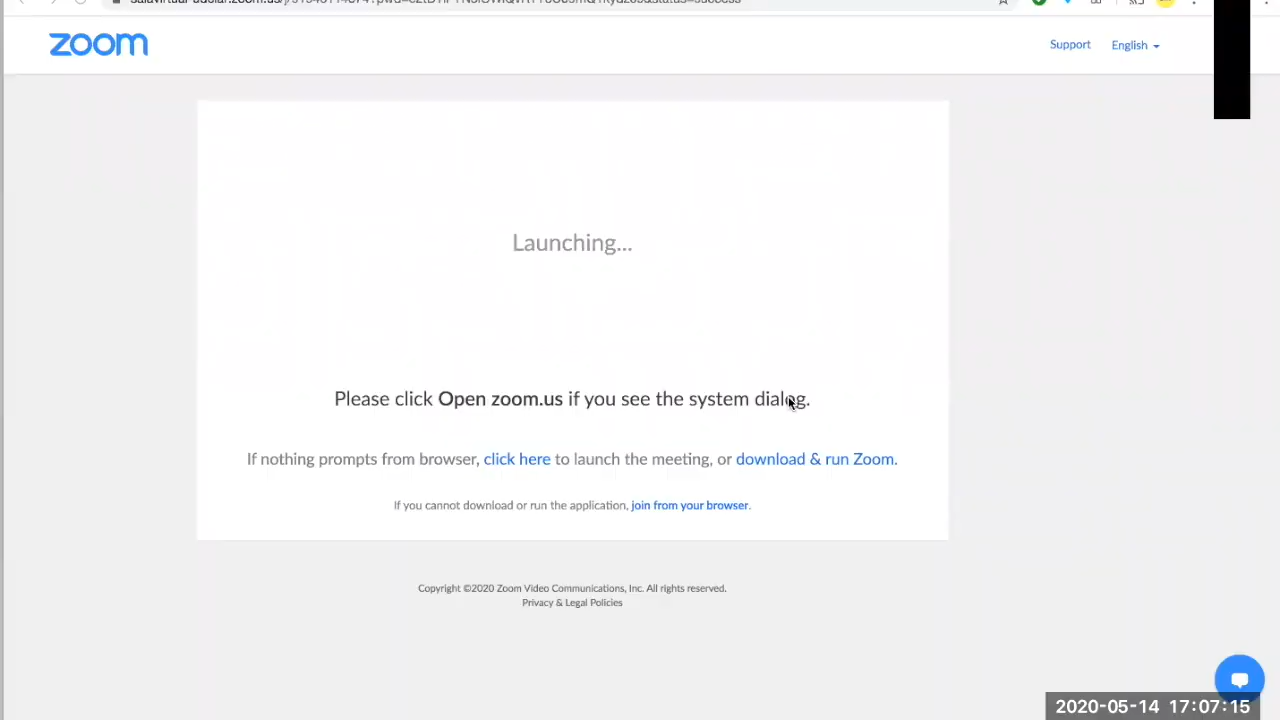 zoom
Support English
Launching...
Please click Open zoom.us if you see the system dialog.
If nothing prompts from browser, click here to launch the meeting, or download & run Zoom.
If you cannot download or run the application, join from your browser.
Copyright ©2020 Zoom Video Communications, Inc. All rights reserved.
Privacy & Legal Policies
2020-05-14 17:07:15